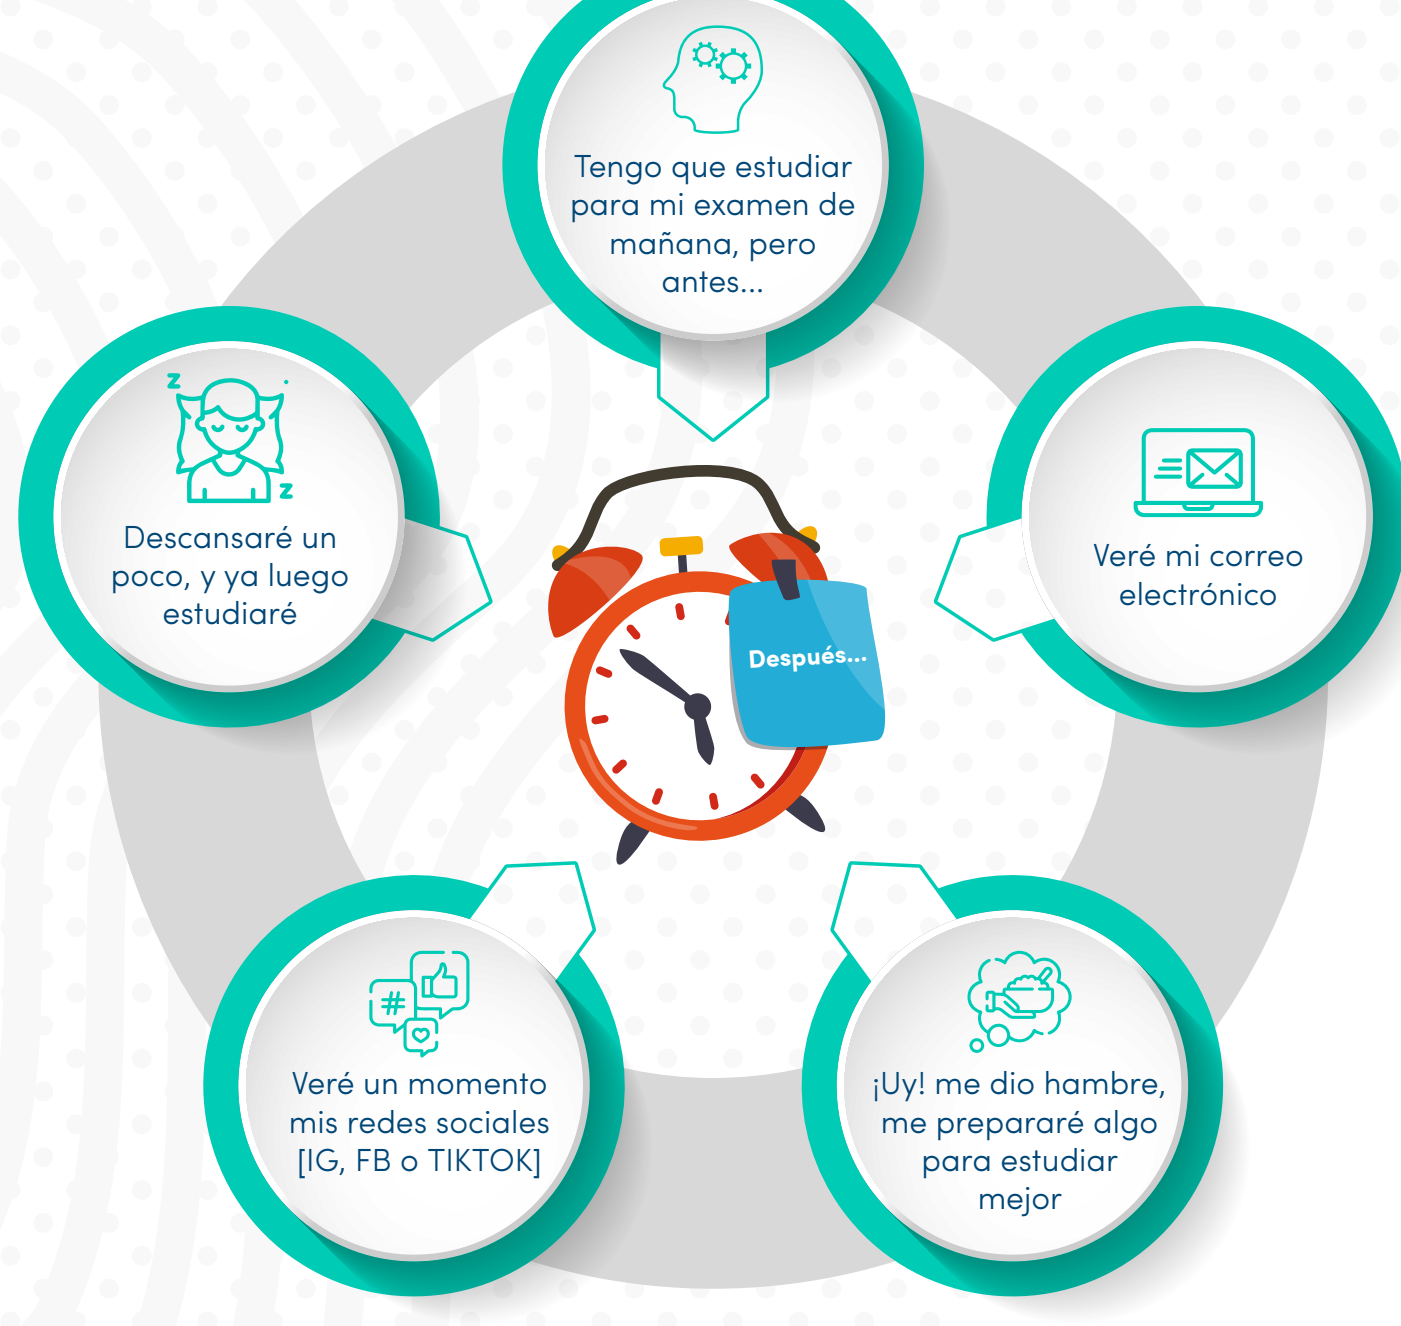 Tengo que estudiar
para mi examen de
mañana, pero
antes...
Veré mi correo
electrónico
¡Uy! me dio hambre,
me prepararé algo
para estudiar
mejor
Veré un momento
mis redes sociales
[IG, FB o TIKTOK]
Descansaré un
poco, y ya luego
estudiaré
z
z
Después...
#